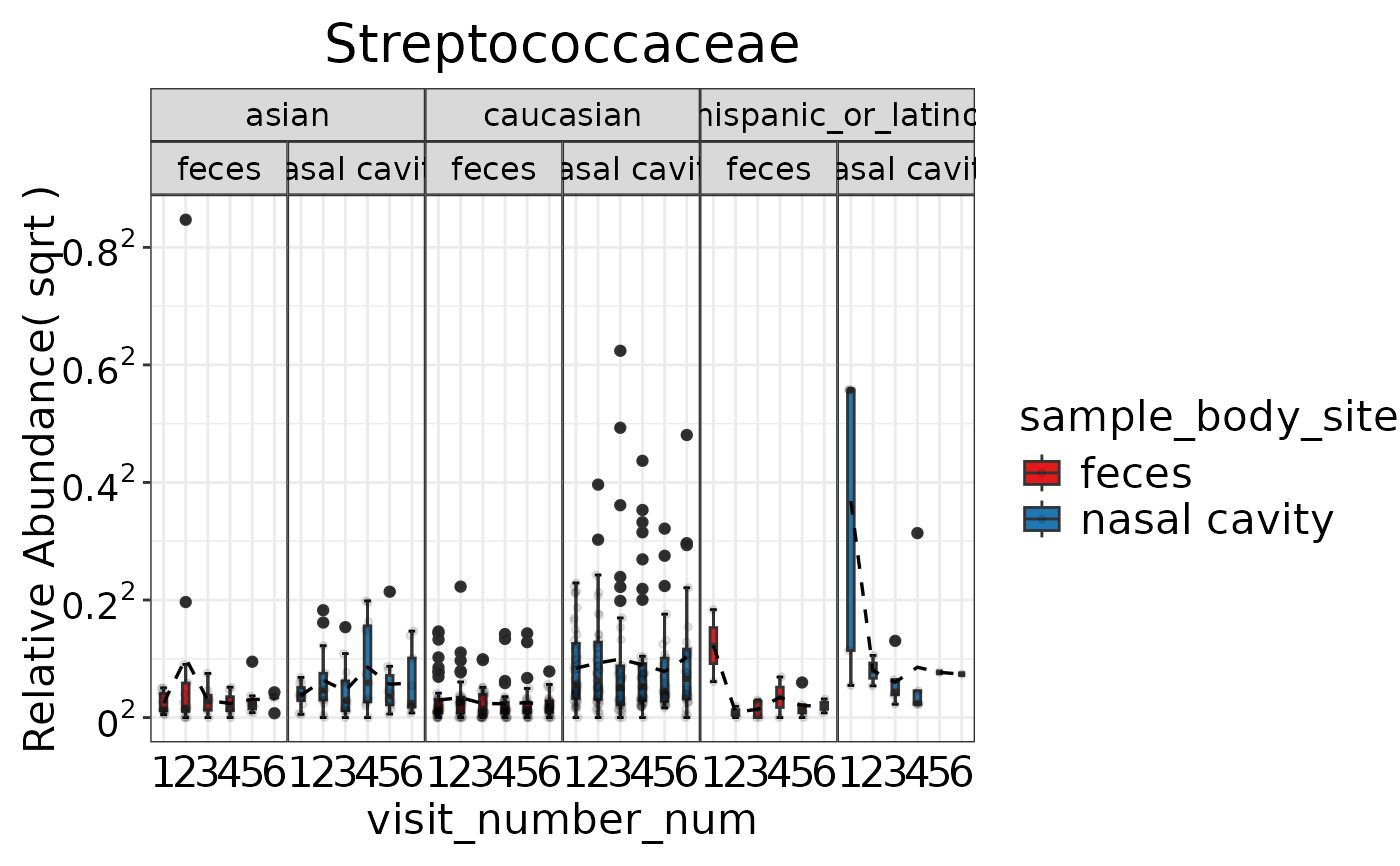 Streptococcaceae
asian caucasian hispanic_or_latino
feces asal cavit feces asal cavit feces asal cavit
Relative Abundance( sqrt )
0.8²
0.6²
0.4²
0.2²
0²
123456 123456 123456 123456 123456 123456
visit_number_num
sample_body_site
feces
nasal cavity